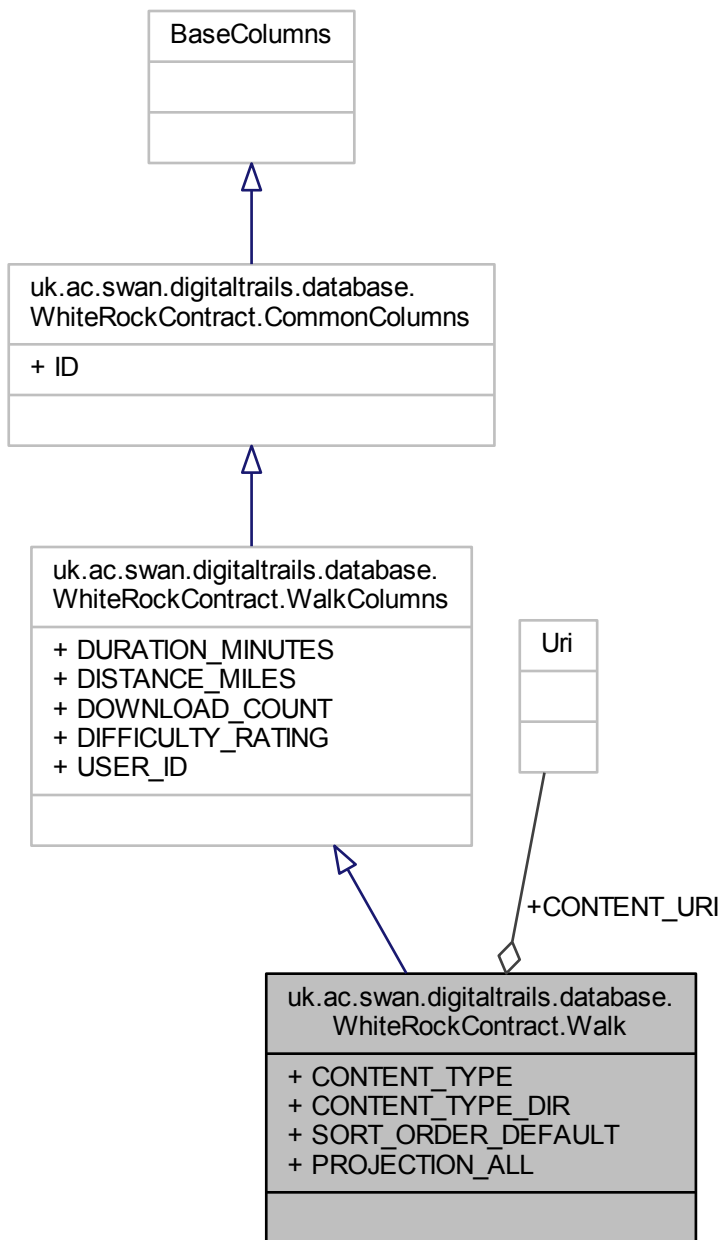 BaseColumns
uk.ac.swan.digitaltrails.database.
WhiteRockContract.CommonColumns
+ ID
uk.ac.swan.digitaltrails.database.
WhiteRockContract.WalkColumns
+ DURATION_MINUTES
+ DISTANCE_MILES
+ DOWNLOAD_COUNT
+ DIFFICULTY_RATING
+ USER_ID
Uri
+CONTENT_URI
uk.ac.swan.digitaltrails.database.
WhiteRockContract.Walk
+ CONTENT_TYPE
+ CONTENT_TYPE_DIR
+ SORT_ORDER_DEFAULT
+ PROJECTION_ALL